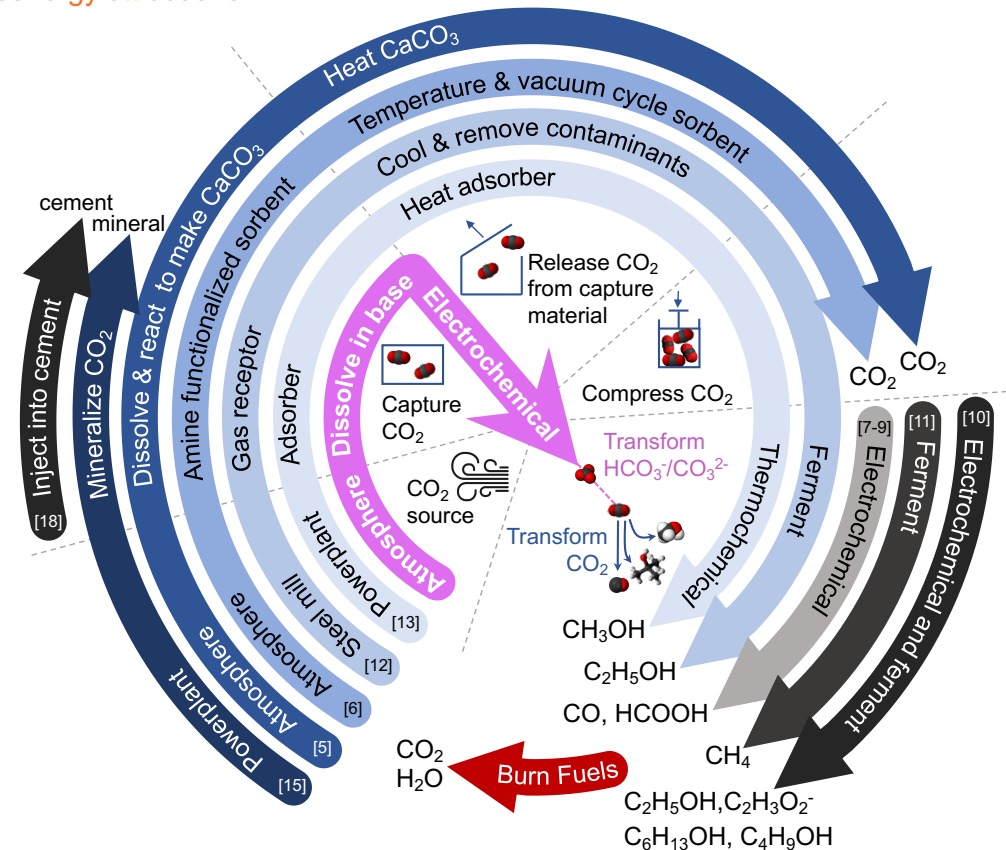 Heat CaCO₃
Temperature & vacuum cycle sorbent
Cool & remove contaminants
Heat adsorber
cement
mineral
Inject into cement
[18]
Mineralize CO₂
Powerplant
[15]
Dissolve & react to make CaCO₃
Atmosphere
[5]
Amine functionalized sorbent
Atmosphere
[6]
Gas receptor
Steel mill
[12]
Adsorber
Powerplant
[13]
Dissolve in base
Atmosphere
Electrochemical
Release CO₂
from capture
material
Capture
CO₂
Compress CO₂
CO₂
source
Transform
HCO₃⁻/CO₃²⁻
Transform
CO₂
CO₂
CO₂
Thermochemical
Ferment
[7-9]
Electrochemical
[11]
Ferment
[10]
Electrochemical and ferment
CH₃OH
C₂H₅OH
CO, HCOOH
CH₄
C₂H₅OH,C₂H₃O₂⁻
C₆H₁₃OH, C₄H₉OH
Burn Fuels
CO₂
H₂O